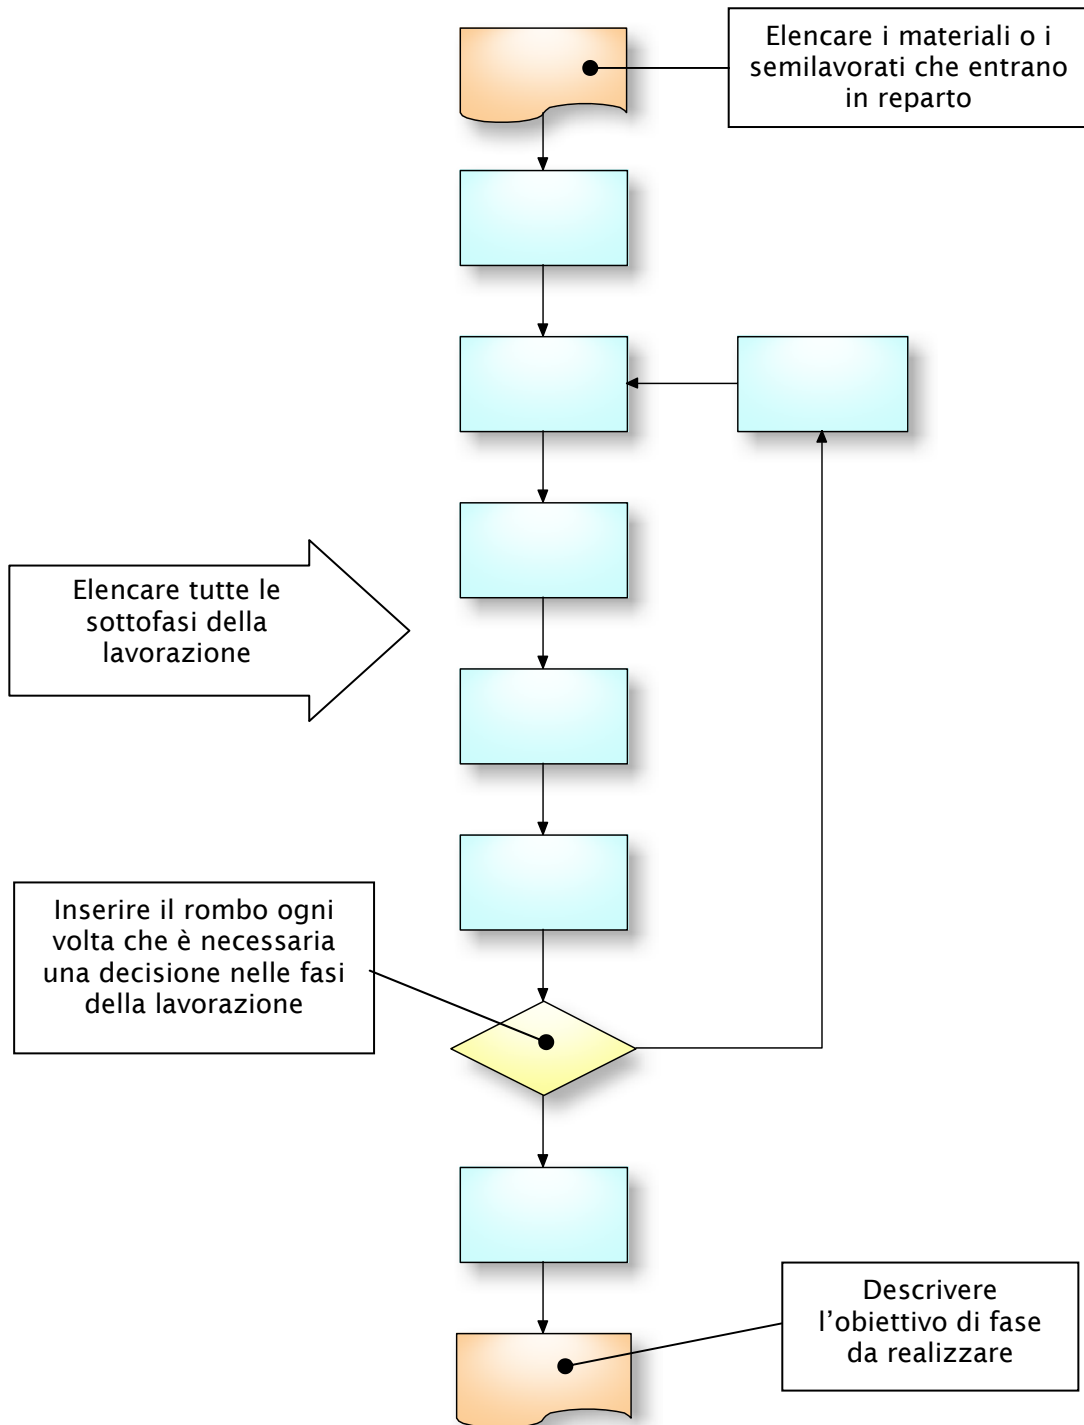 Elencare i materiali o i
semilavorati che entrano
in reparto
Elencare tutte le
sottofasi della
lavorazione
Inserire il rombo ogni
volta che è necessaria
una decisione nelle fasi
della lavorazione
Descrivere
l’obiettivo di fase
da realizzare